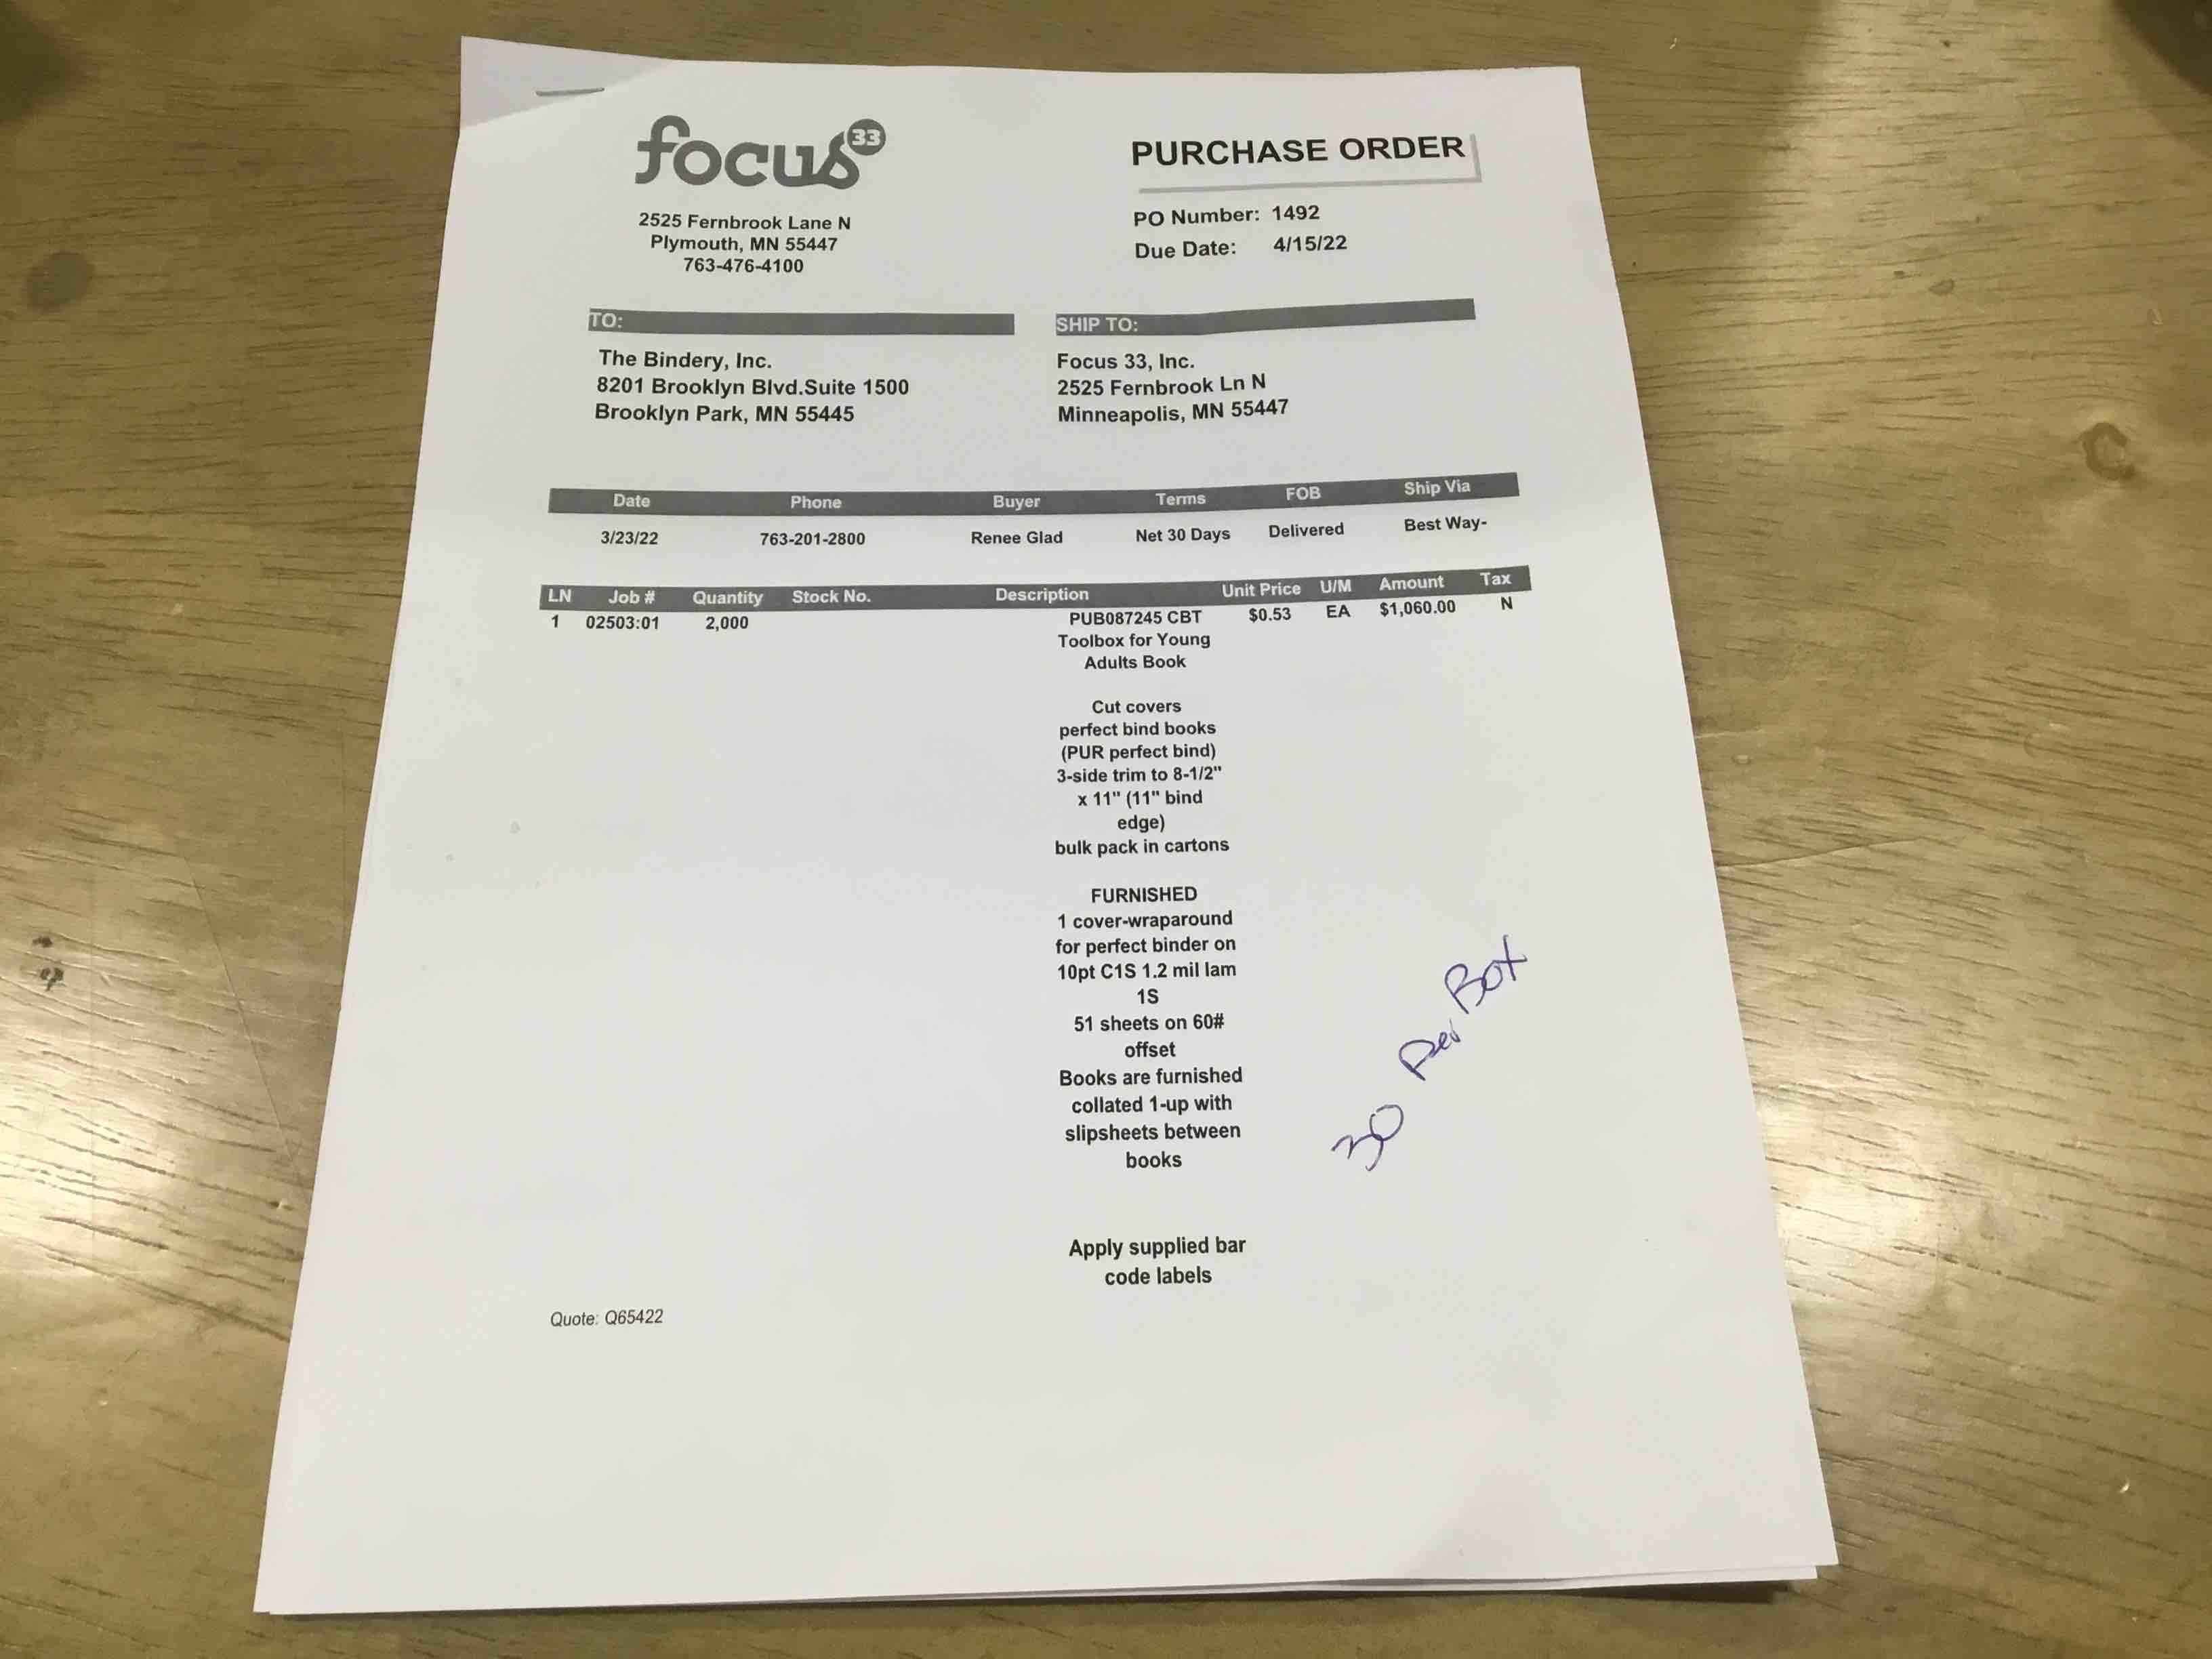 focus 33
PURCHASE ORDER
2525 Fernbrook Lane N
Plymouth, MN 55447
763-476-4100
PO Number: 1492
Due Date: 4/15/22
TO:
The Bindery, Inc.
8201 Brooklyn Blvd.Suite 1500
Brooklyn Park, MN 55445
SHIP TO:
Focus 33, Inc.
2525 Fernbrook Ln N
Minneapolis, MN 55447
Date Phone Buyer Terms FOB Ship Via
3/23/22 763-201-2800 Renee Glad Net 30 Days Delivered Best Way-
LN Job # Quantity Stock No. Description Unit Price U/M Amount Tax
1 02503:01 2,000 PUB087245 CBT $0.53 EA $1,060.00 N
Toolbox for Young
Adults Book
Cut covers
perfect bind books
(PUR perfect bind)
3-side trim to 8-1/2"
x 11" (11" bind
edge)
bulk pack in cartons
FURNISHED
1 cover-wraparound
for perfect binder on
10pt C1S 1.2 mil lam
1S
51 sheets on 60#
offset
Books are furnished
collated 1-up with
slipsheets between
books
30 Per Box
Apply supplied bar
code labels
Quote: Q65422